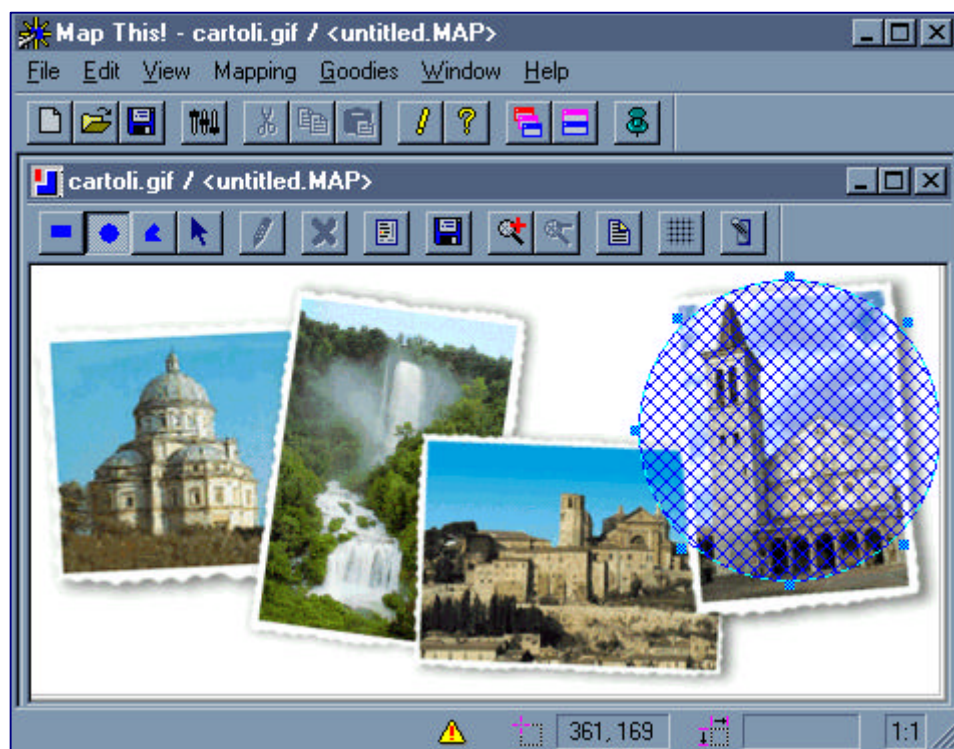 Map This! - cartoli.gif / <untitled.MAP>
File Edit View Mapping Goodies Window Help
cartoli.gif / <untitled.MAP>
361, 169 1:1